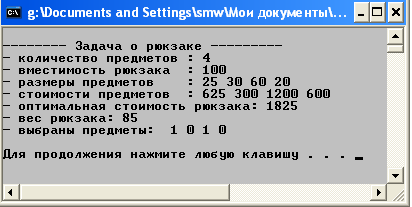 g:\Documents and Settings\smw\Мои документы\...
-------- Задача о рюкзаке ---------
- количество предметов : 4
- вместимость рюкзака : 100
- размеры предметов : 25 30 60 20
- стоимости предметов : 625 300 1200 600
- оптимальная стоимость рюкзака: 1825
- вес рюкзака: 85
- выбраны предметы: 1 0 1 0
Для продолжения нажмите любую клавишу . . .